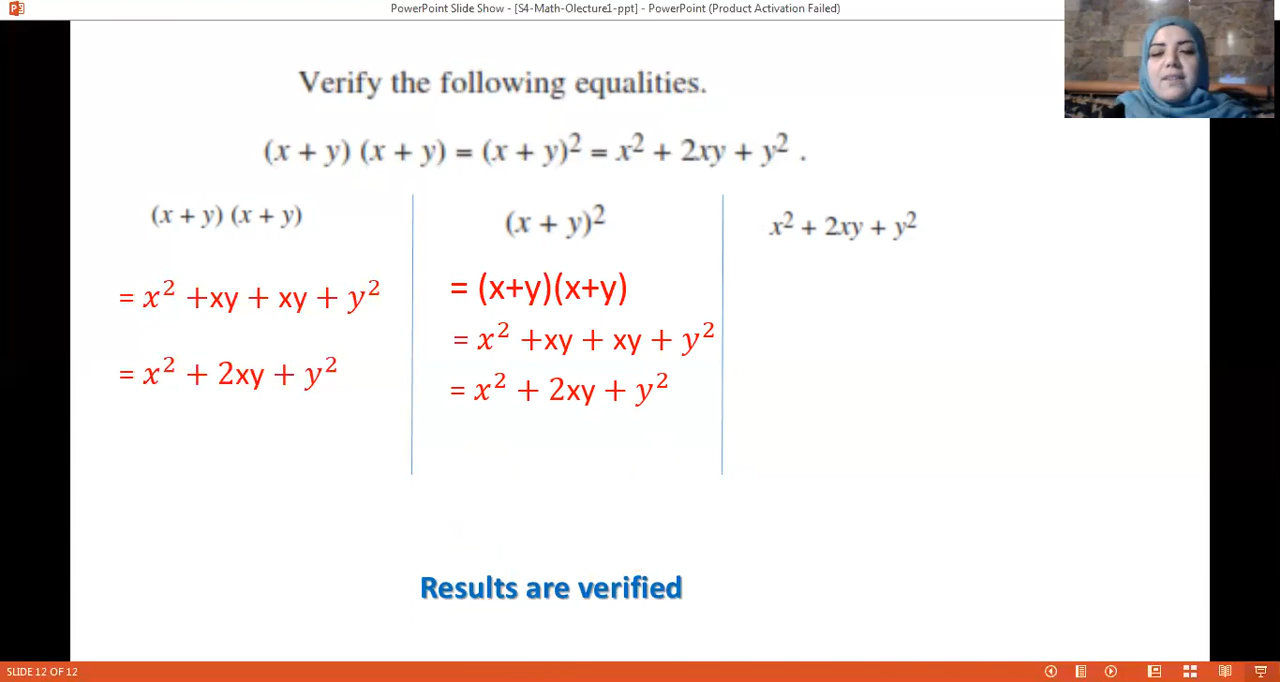 PowerPoint Slide Show - [S4-Math-Olecture1-ppt] - PowerPoint (Product Activation Failed)
Verify the following equalities.
(x + y) (x + y) = (x + y)² = x² + 2xy + y² .
(x + y) (x + y)
= x² +xy + xy + y²
= x² + 2xy + y²
(x + y)²
= (x+y)(x+y)
= x² +xy + xy + y²
= x² + 2xy + y²
x² + 2xy + y²
Results are verified
SLIDE 12 OF 12